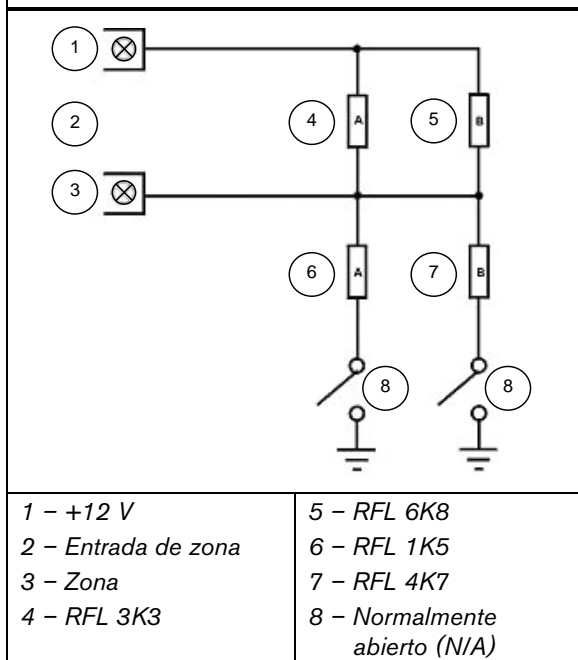 1
2
3
4
A
5
B
6
A
7
B
8
8
1 – +12 V
2 – Entrada de zona
3 – Zona
4 – RFL 3K3
5 – RFL 6K8
6 – RFL 1K5
7 – RFL 4K7
8 – Normalmente
abierto (N/A)